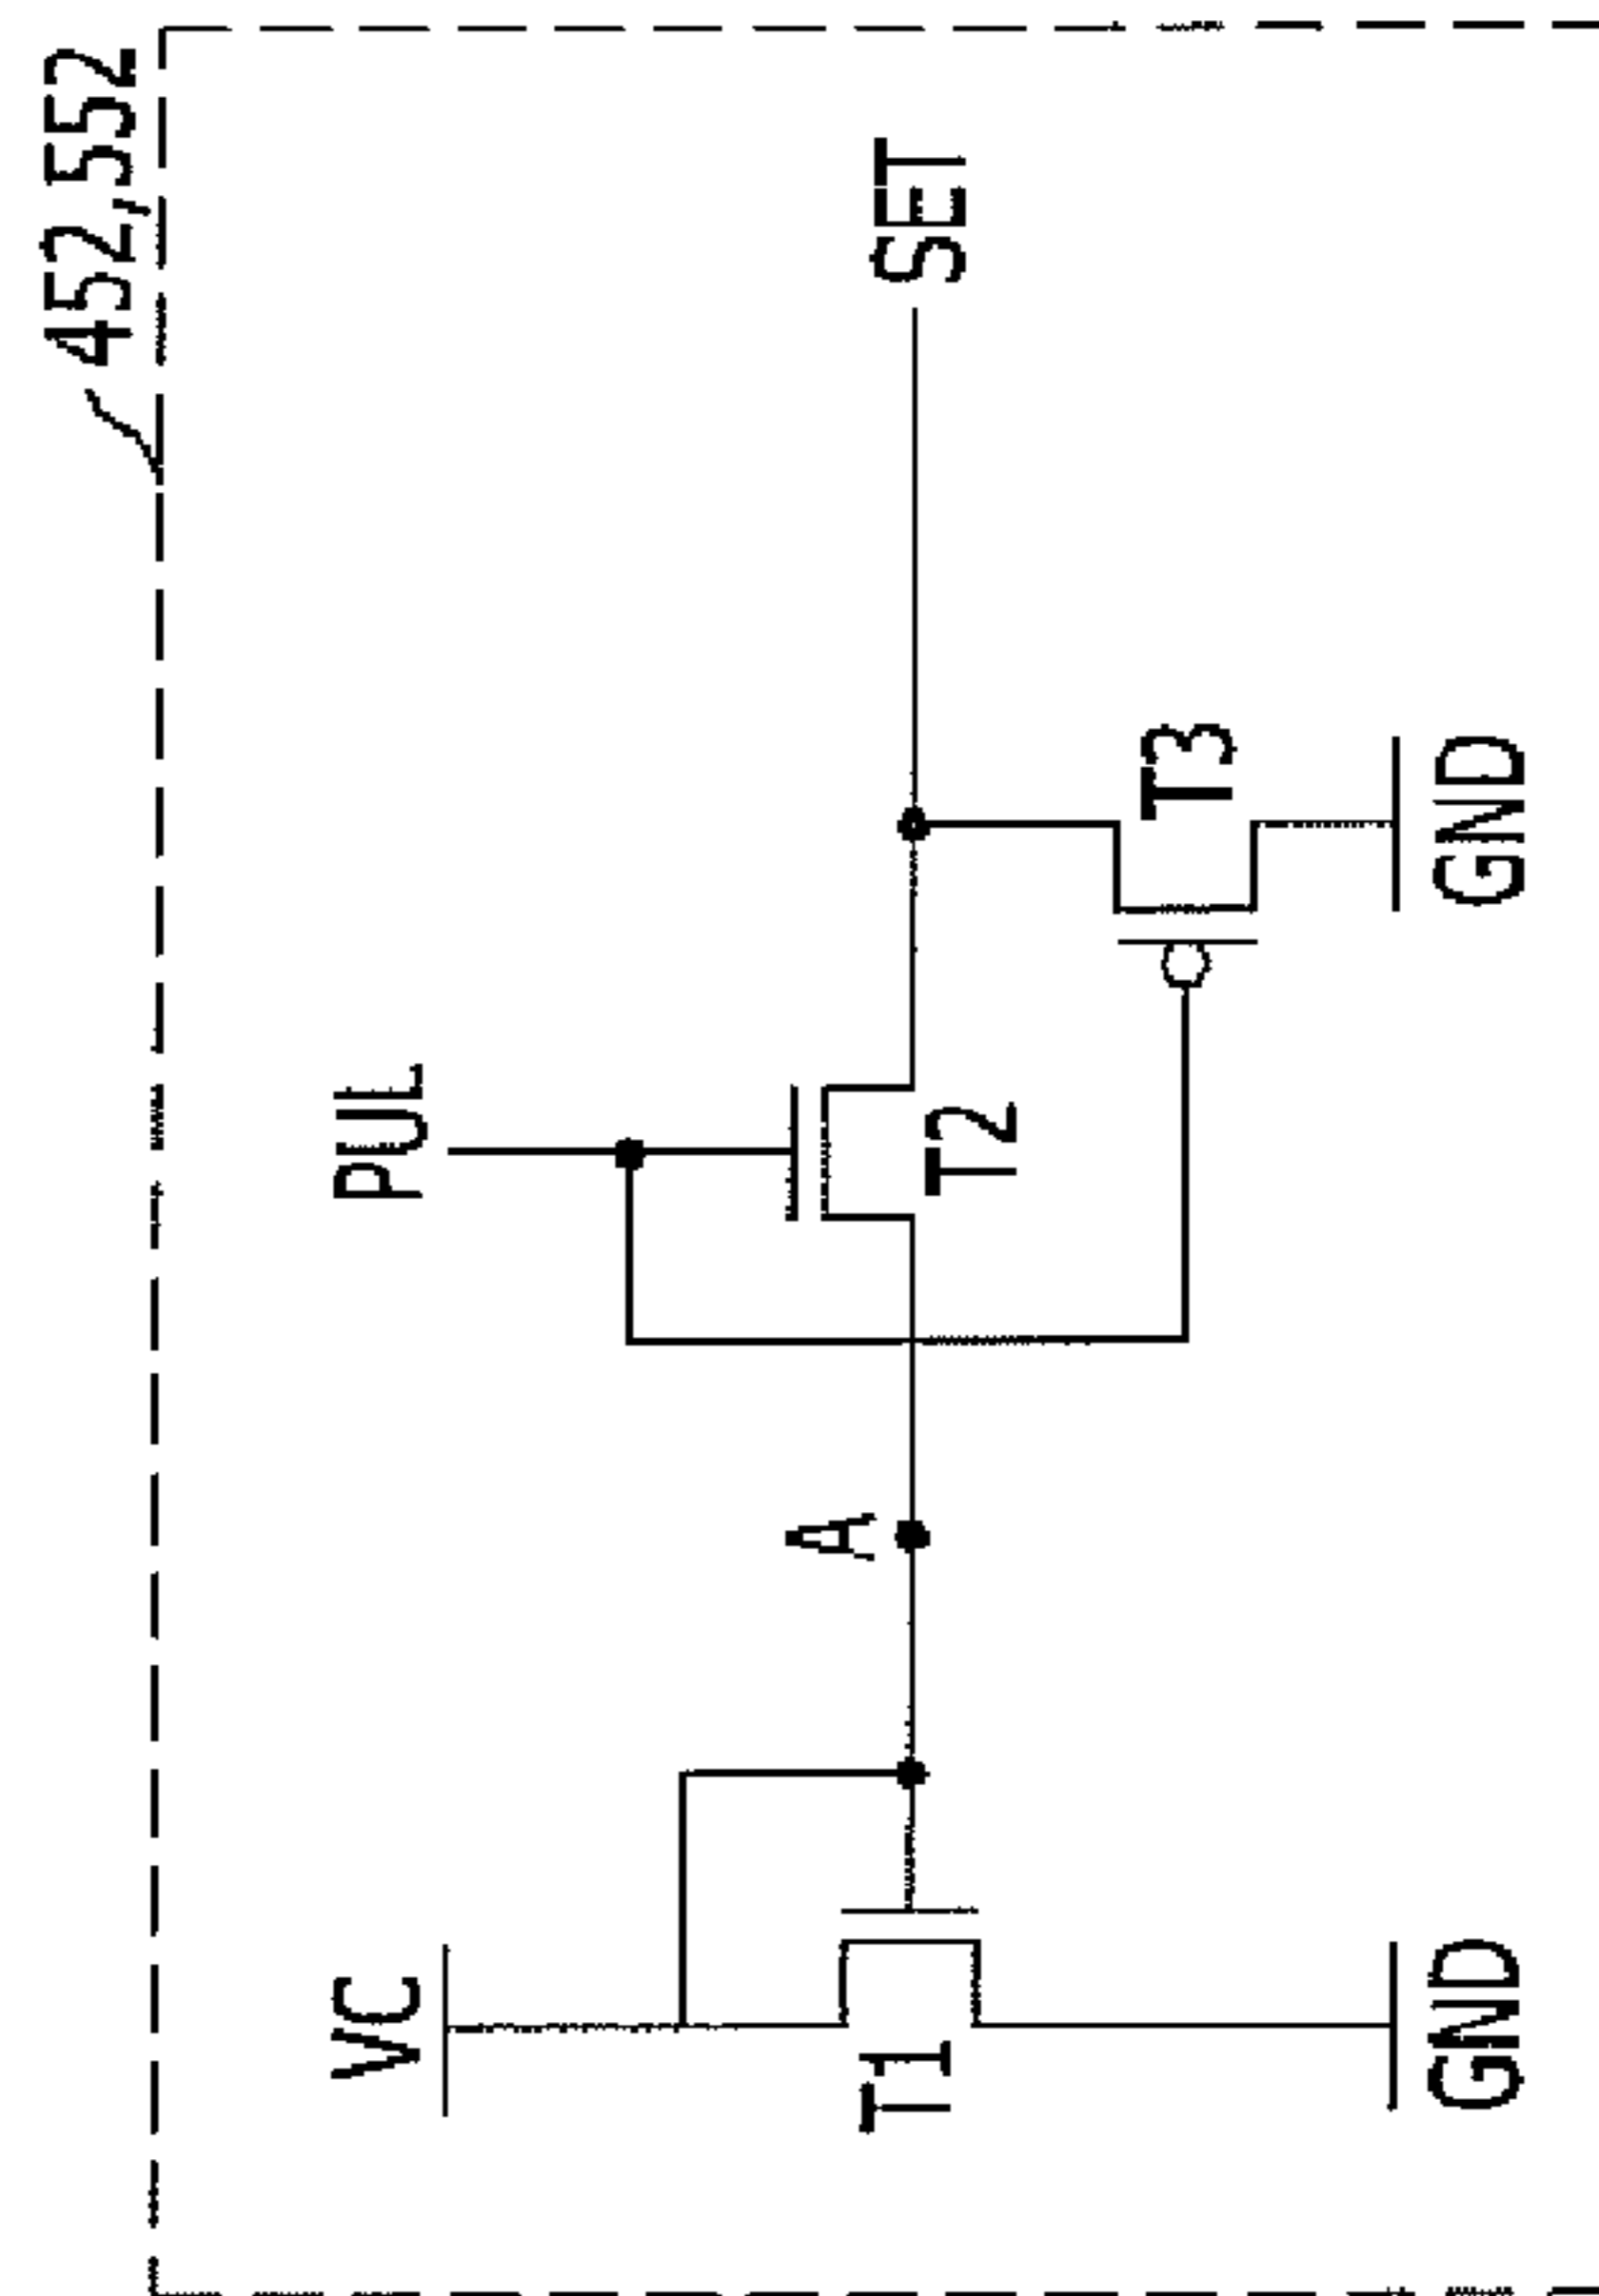 452,552
VC
PUL
A
SET
T1
T2
T3
GND
GND